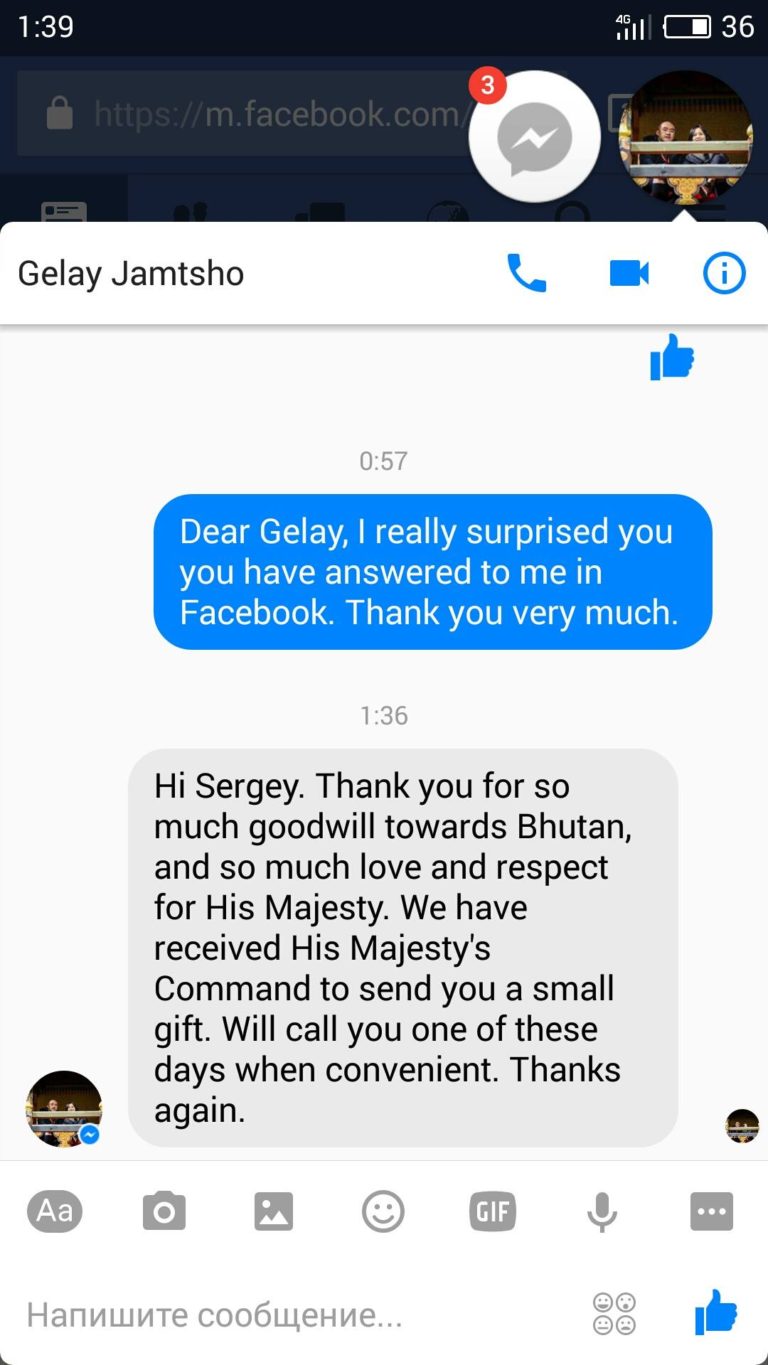 1:39
4G
36
3
https://m.facebook.com/
Gelay Jamtsho
0:57
Dear Gelay, I really surprised you
you have answered to me in
Facebook. Thank you very much.
1:36
Hi Sergey. Thank you for so
much goodwill towards Bhutan,
and so much love and respect
for His Majesty. We have
received His Majesty's
Command to send you a small
gift. Will call you one of these
days when convenient. Thanks
again.
Aa
GIF
Напишите сообщение...